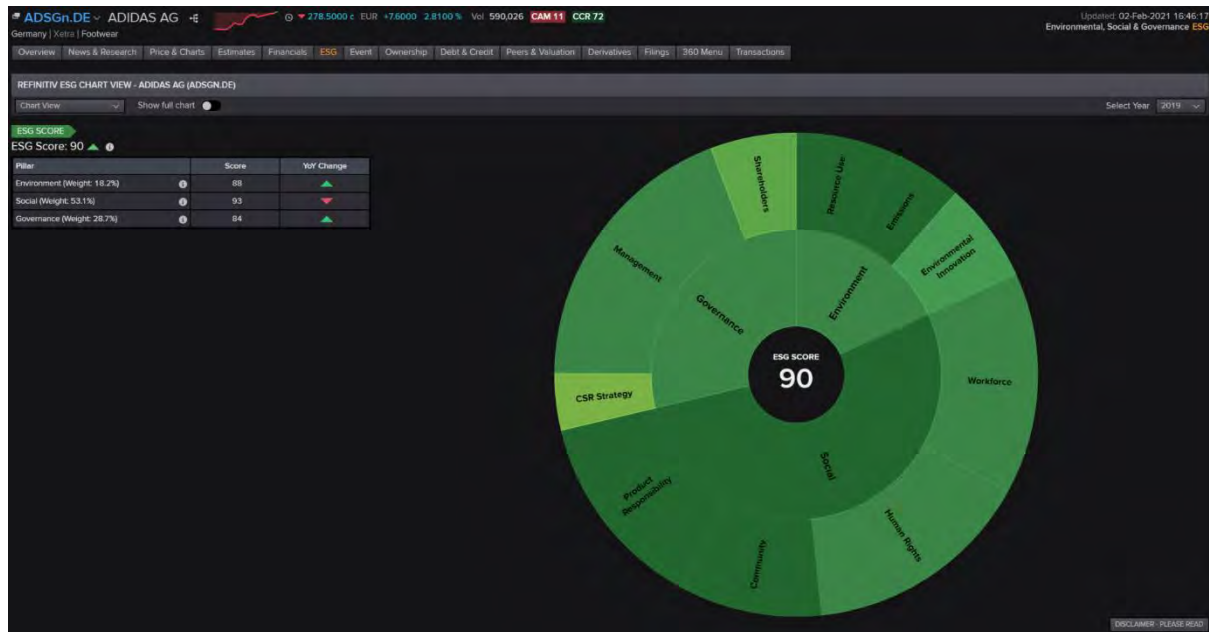 ADSGn.DE ADIDAS AG 278.5000 c EUR +7.6000 2.8100 % Vol 590,026 CAM 11 CCR 72
Updated: 02-Feb-2021 16:46:17
Germany | Xetra | Footwear
Environmental, Social & Governance ESG
Overview News & Research Price & Charts Estimates Financials ESG Event Ownership Debt & Credit Peers & Valuation Derivatives Filings 360 Menu Transactions
REFINITIV ESG CHART VIEW - ADIDAS AG (ADSGN.DE)
Chart View Show full chart Select Year 2019
ESG SCORE
ESG Score: 90
Pillar Score YoY Change
Environment (Weight: 18.2%) 88
Social (Weight: 53.1%) 93
Governance (Weight: 28.7%) 84
Shareholders
Resource Use
Emissions
Environmental
Innovation
Management
Governance
Environment
ESG SCORE
90
Workforce
CSR Strategy
Social
Product
Responsibility
Human Rights
Community
DISCLAIMER - PLEASE READ